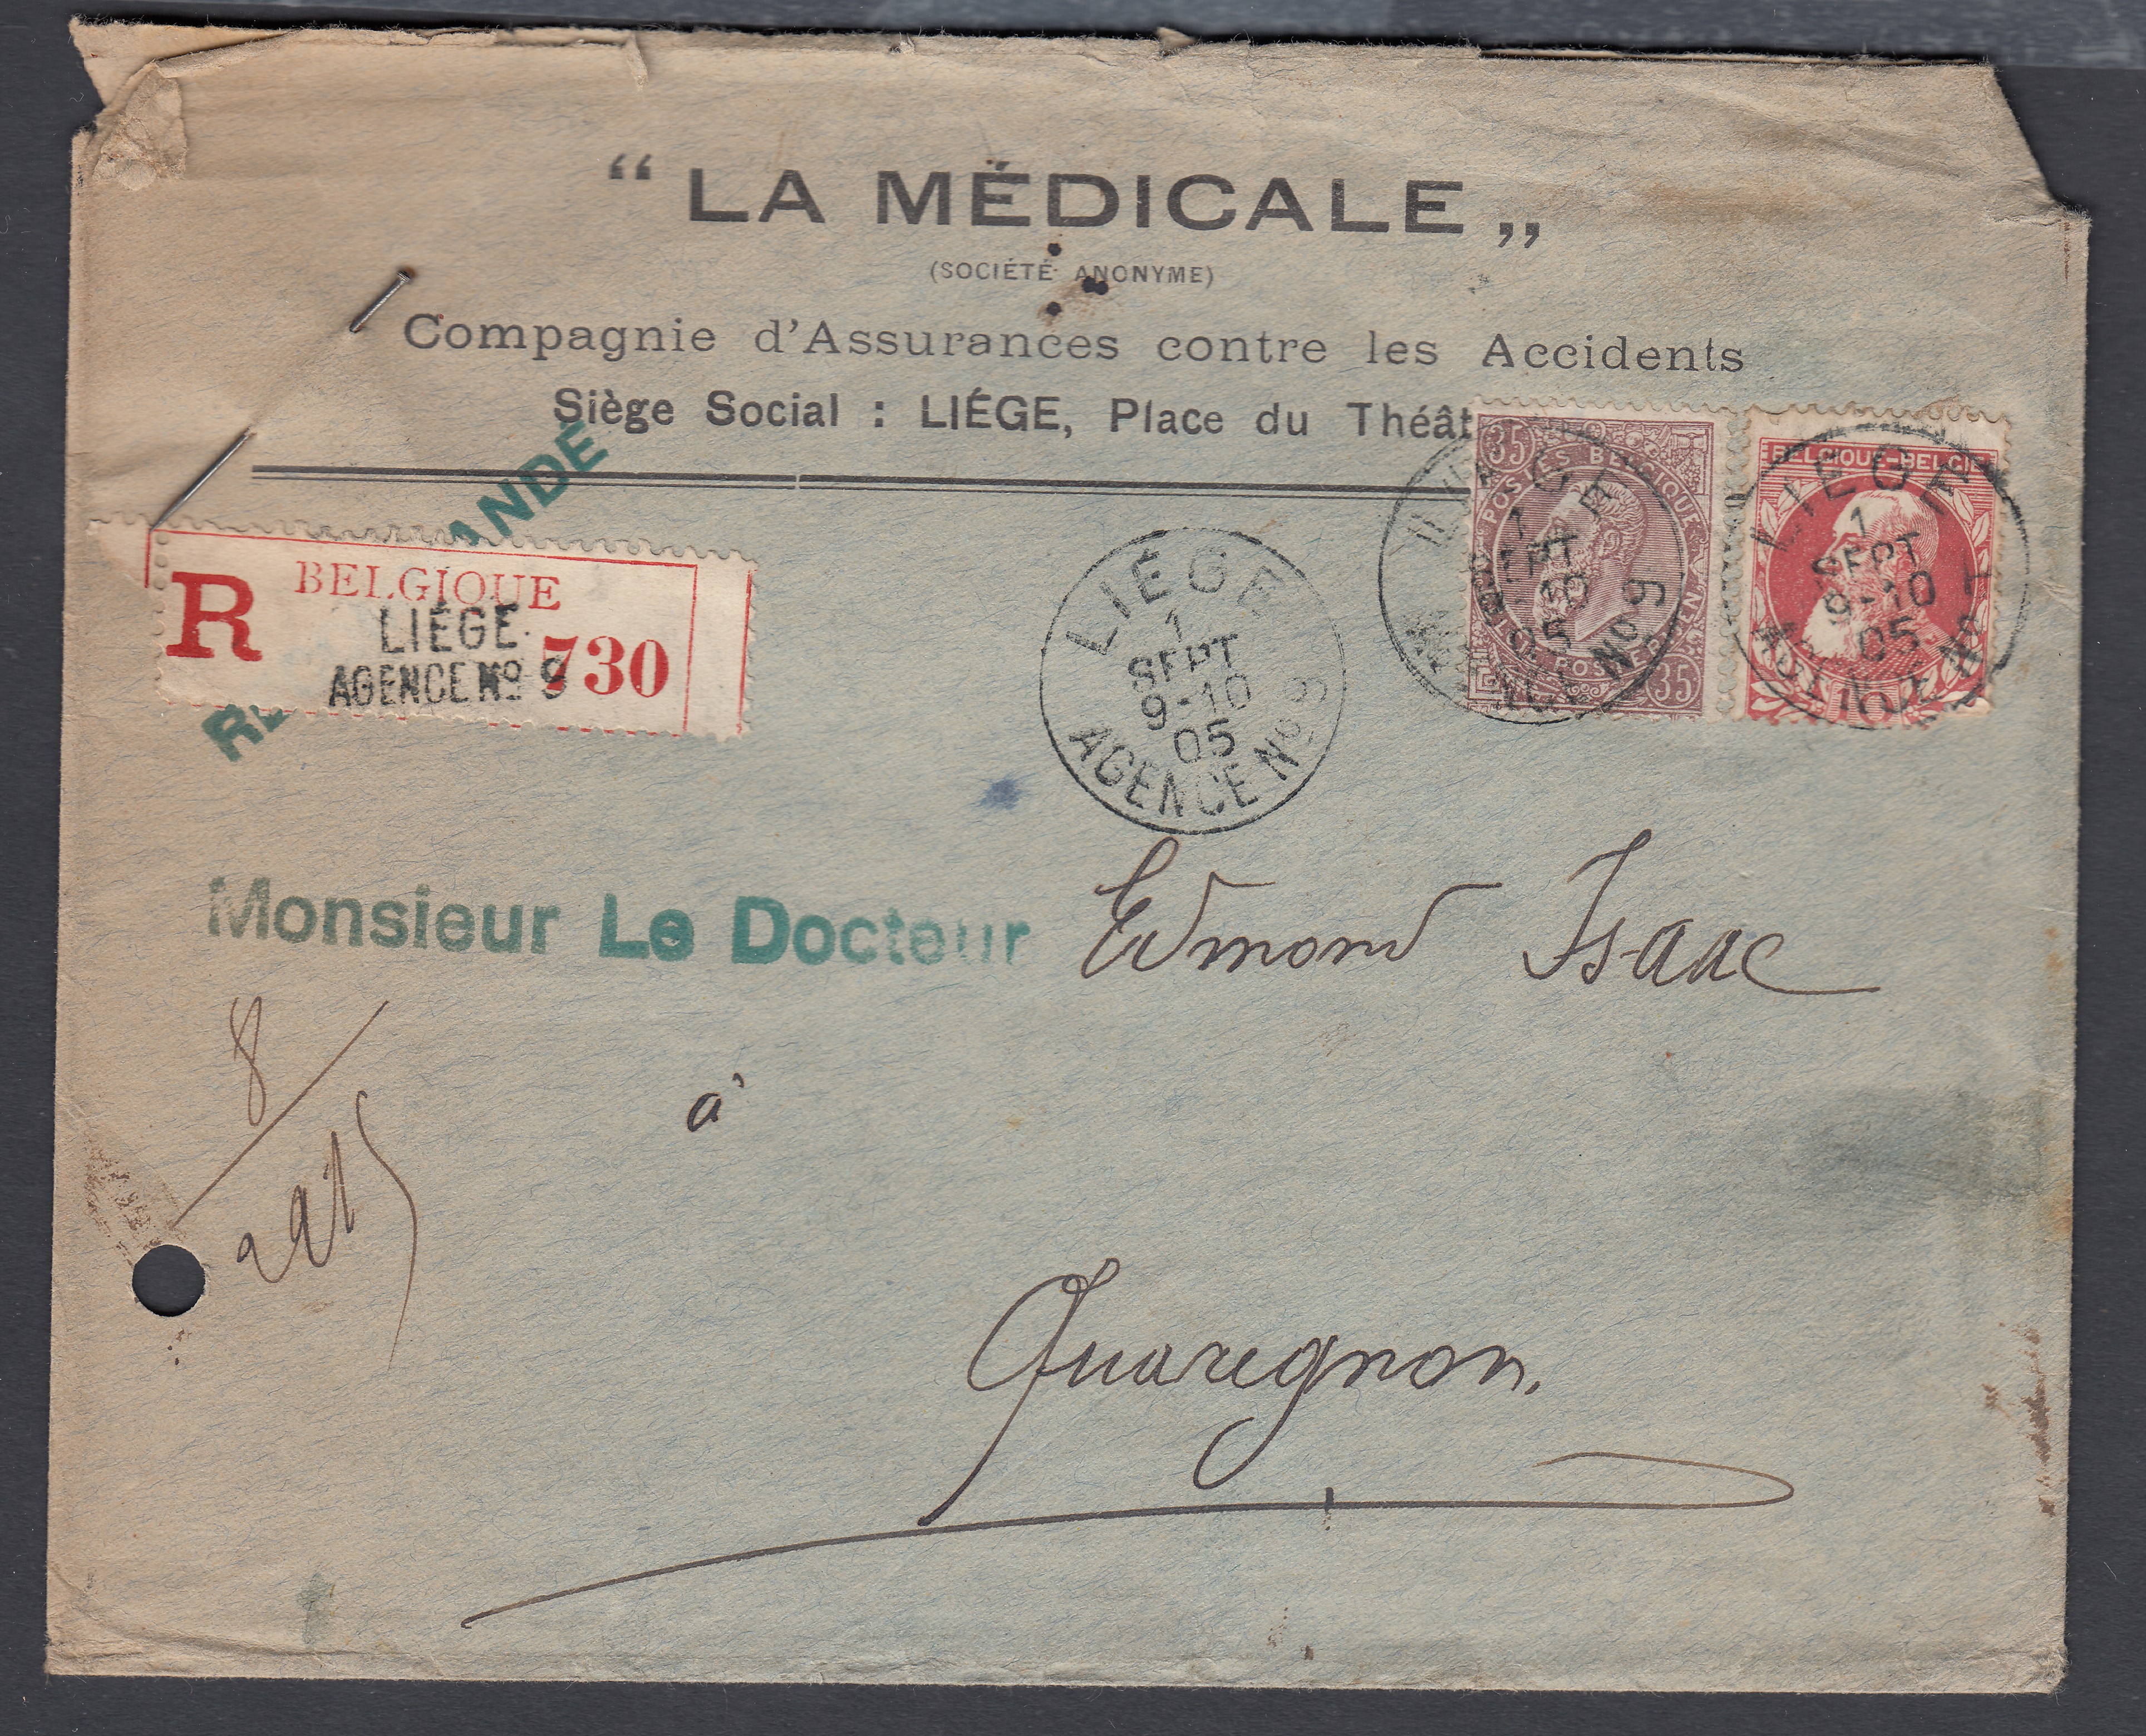 “ LA MÉDICALE „
(SOCIÉTÉ ANONYME)
Compagnie d'Assurances contre les Accidents
Siège Social : LIÉGE, Place du Théât
ANDE
R BELGIQUE
LIÉGE
AGENCE No 9 730
LIÉGE
1
SEPT
9-10
05
AGENCE No 9
35 POSTES BELGIQUE
35
BELGIQUE-BELGIË
LIÉGE
1
SEPT
9-10
05
Monsieur Le Docteur Edmond Isaac
8
à
Quaregnon.